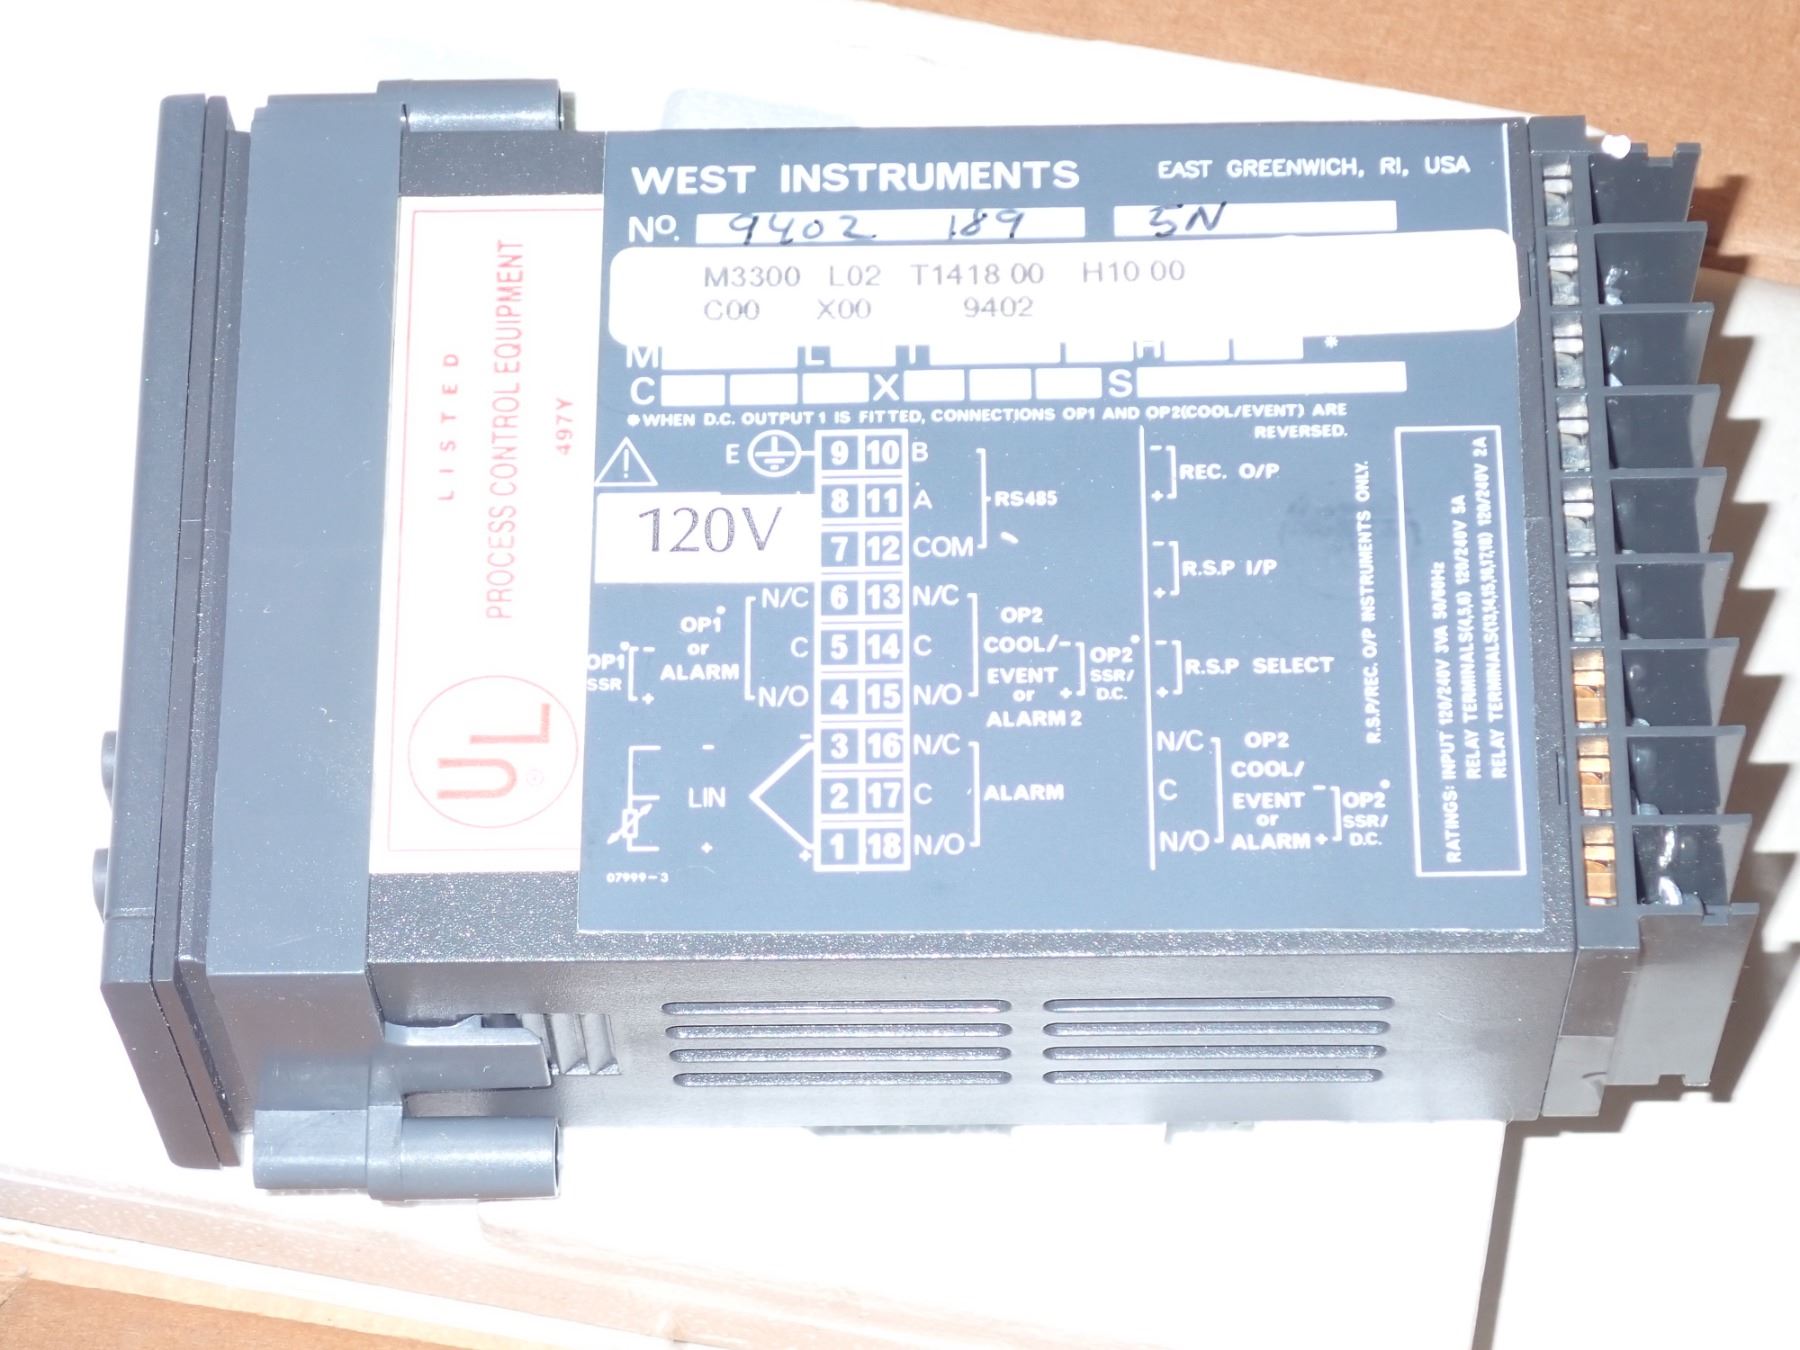 WEST INSTRUMENTS EAST GREENWICH, RI, USA
No. 9402 189 5N
M3300 L02 T1418 00 H10 00
C00 X00 9402
M L T H *
C X S
*WHEN D.C. OUTPUT 1 IS FITTED, CONNECTIONS OP1 AND OP2(COOL/EVENT) ARE
REVERSED.
E 9 10 B
8 11 A
RS485
120V
7 12 COM
N/C 6 13 N/C
OP1* or ALARM
C 5 14 C
OP1* SSR - +
N/O 4 15 N/O
OP2 COOL/ EVENT or ALARM 2
- + OP2* SSR/ D.C.
- 3 16 N/C
LIN 2 17 C ALARM
+ 1 18 N/O
- +
07999-3
- + REC. O/P
- + R.S.P I/P
- + R.S.P SELECT
N/C OP2
COOL/
C EVENT - OP2*
or SSR/
N/O ALARM + D.C.
R.S.P/REC. O/P INSTRUMENTS ONLY.
RATINGS: INPUT 120/240V 3VA 50/60Hz
RELAY TERMINALS(4,5,6) 120/240V 5A
RELAY TERMINALS(13,14,15,16,17,18) 120/240V 2A
LISTED
PROCESS CONTROL EQUIPMENT
497Y
UL®